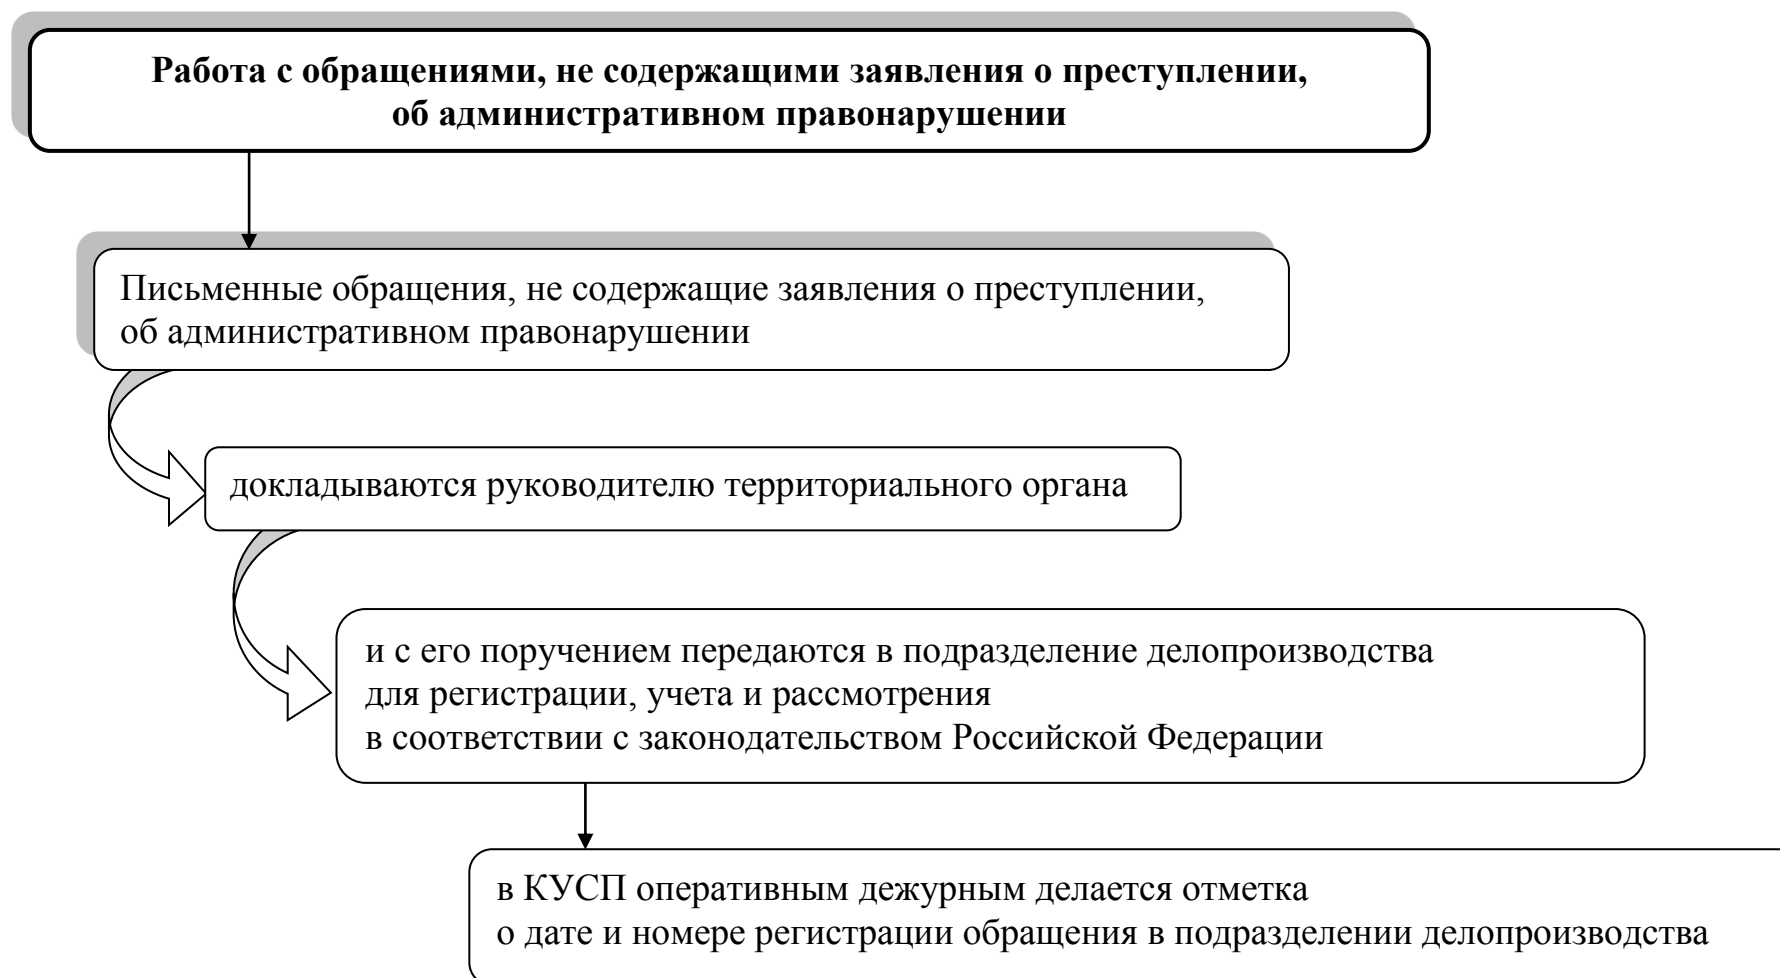 Работа с обращениями, не содержащими заявления о преступлении,
об административном правонарушении
Письменные обращения, не содержащие заявления о преступлении,
об административном правонарушении
докладываются руководителю территориального органа
и с его поручением передаются в подразделение делопроизводства
для регистрации, учета и рассмотрения
в соответствии с законодательством Российской Федерации
в КУСП оперативным дежурным делается отметка
о дате и номере регистрации обращения в подразделении делопроизводства